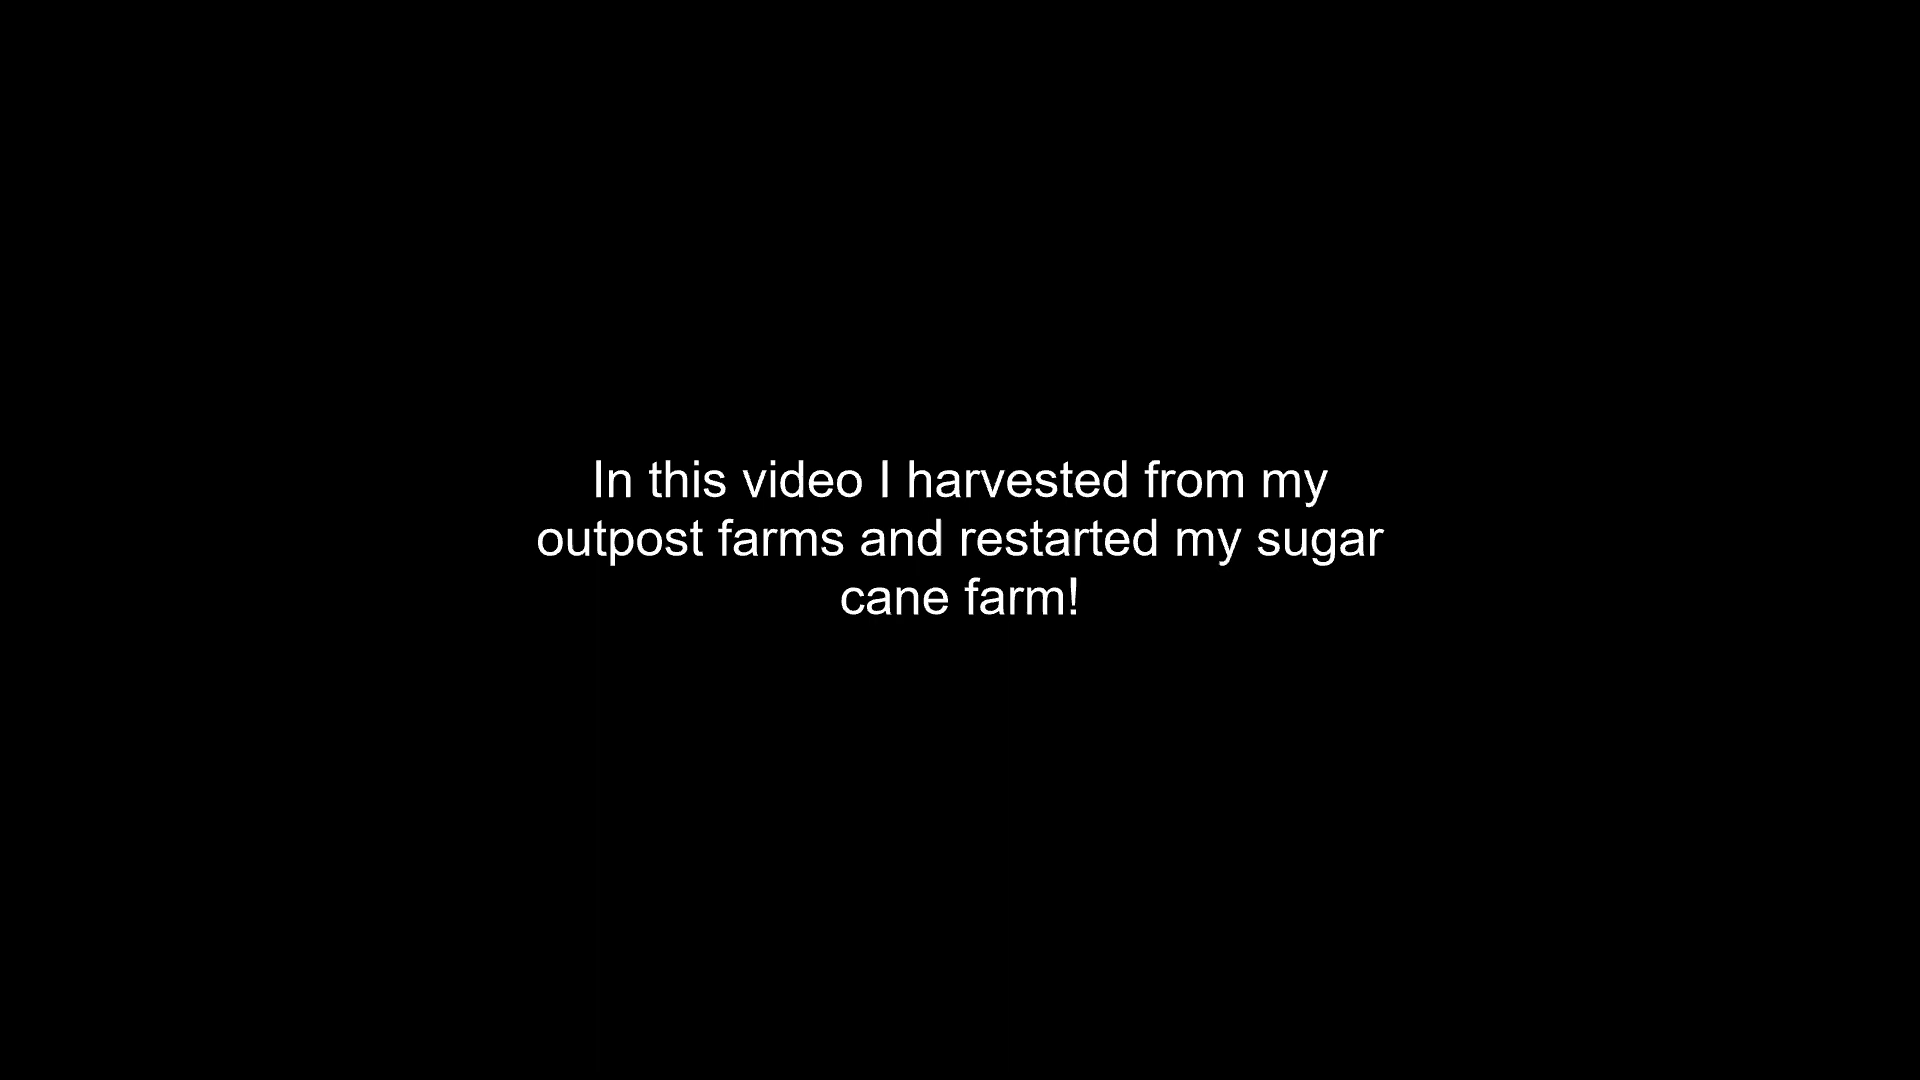 In this video I harvested from my
outpost farms and restarted my sugar
cane farm!